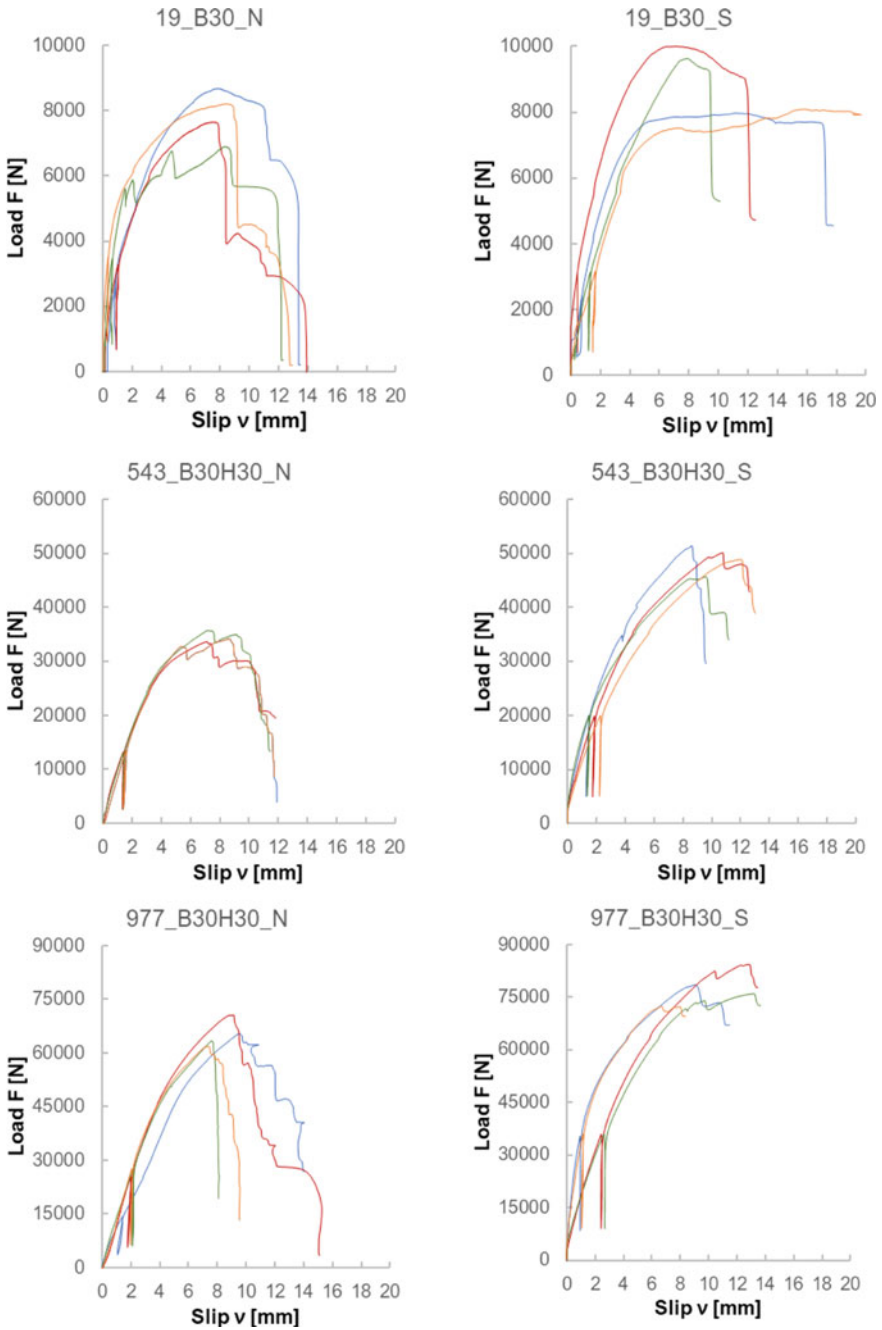 19_B30_N
10000
8000
6000
4000
2000
0
Load F [N]
0 2 4 6 8 10 12 14 16 18 20
Slip ν [mm]
19_B30_S
10000
8000
6000
4000
2000
0
Laod F [N]
0 2 4 6 8 10 12 14 16 18 20
Slip ν [mm]
543_B30H30_N
60000
50000
40000
30000
20000
10000
0
Load F [N]
0 2 4 6 8 10 12 14 16 18 20
Slip ν [mm]
543_B30H30_S
60000
50000
40000
30000
20000
10000
0
Load F [N]
0 2 4 6 8 10 12 14 16 18 20
Slip ν [mm]
977_B30H30_N
90000
75000
60000
45000
30000
15000
0
Load F [N]
0 2 4 6 8 10 12 14 16 18 20
Slip ν [mm]
977_B30H30_S
90000
75000
60000
45000
30000
15000
0
Load F [N]
0 2 4 6 8 10 12 14 16 18 20
Slip ν [mm]